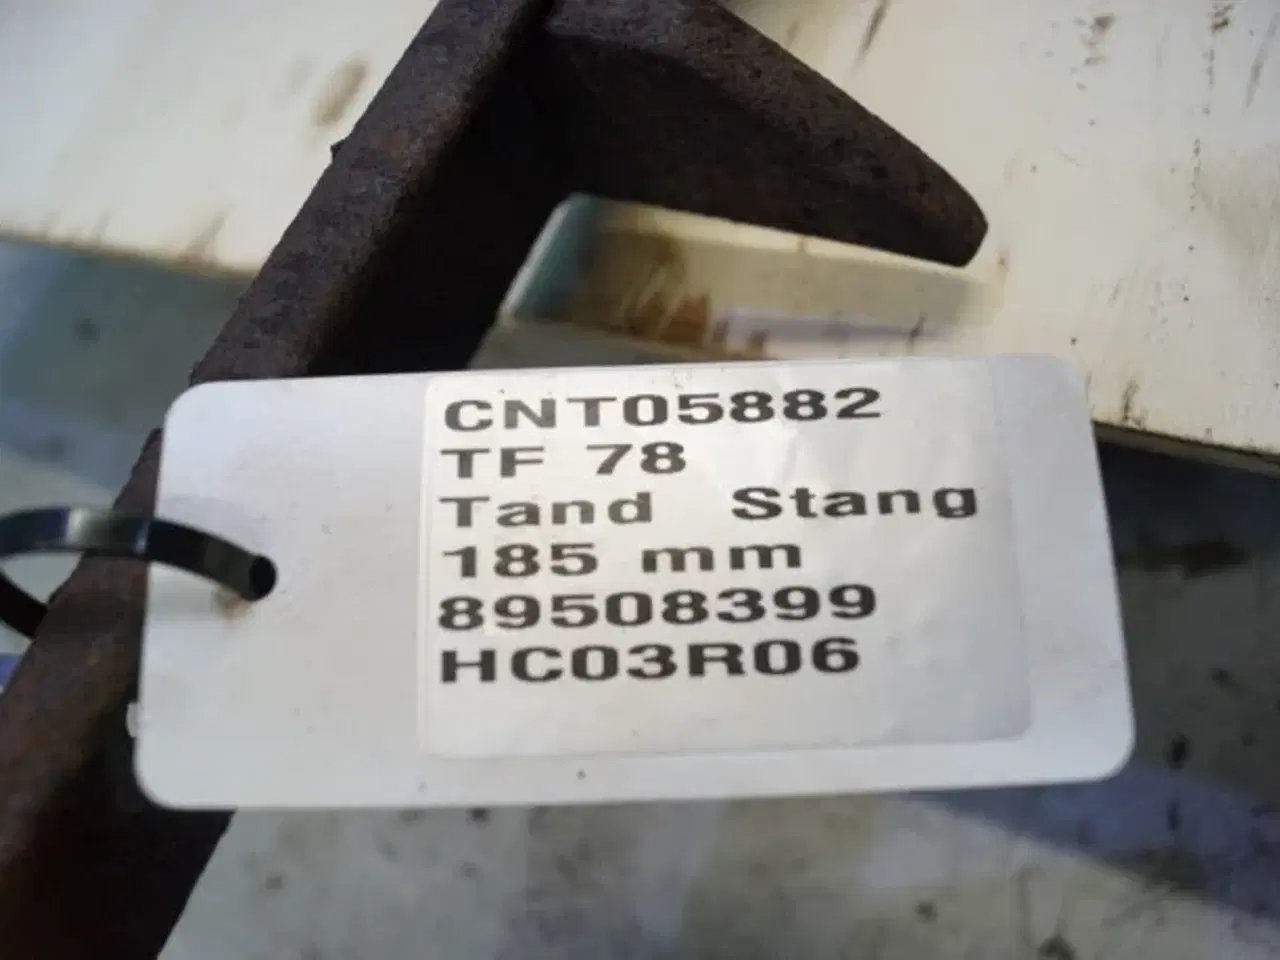 CNT05882
TF 78
Tand Stang
185 mm
89508399
HC03R06